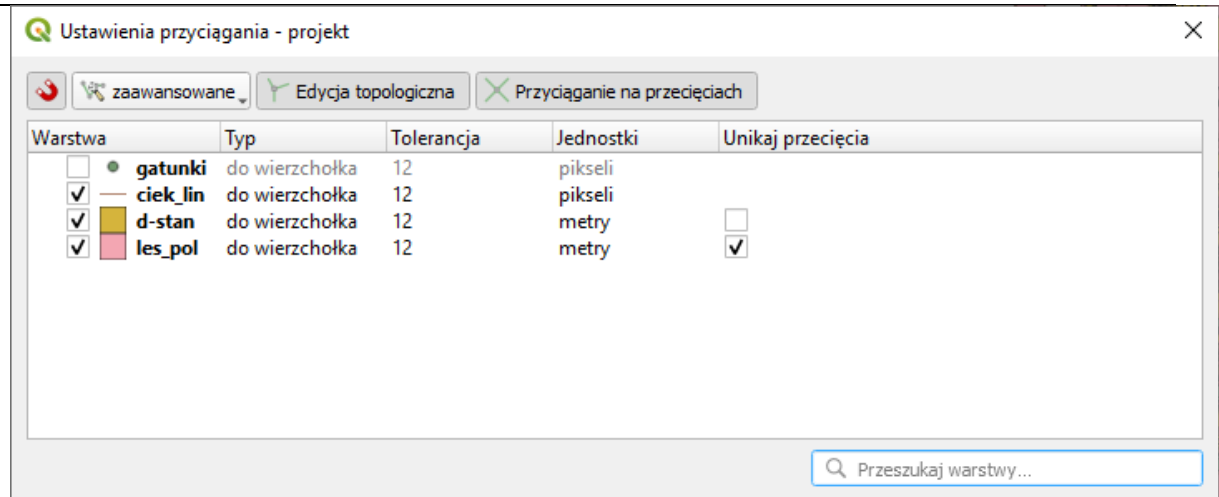 Ustawienia przyciągania - projekt
zaawansowane Edycja topologiczna Przyciąganie na przecięciach
Warstwa Typ Tolerancja Jednostki Unikaj przecięcia
gatunki do wierzchołka 12 pikseli
ciek_lin do wierzchołka 12 pikseli
d-stan do wierzchołka 12 metry
les_pol do wierzchołka 12 metry
Przeszukaj warstwy...